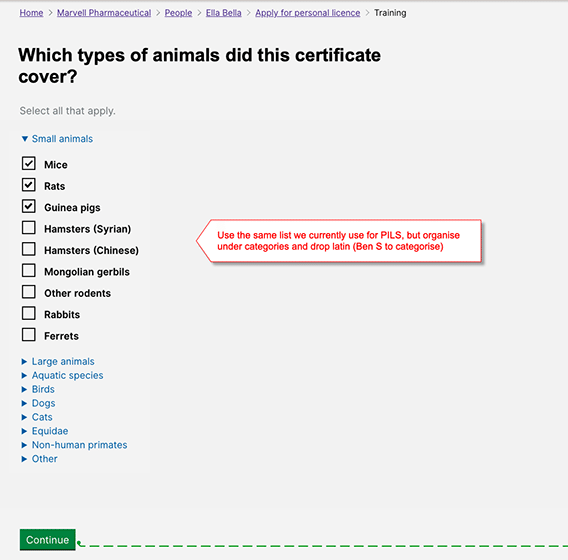 Home > Marvell Pharmaceutical > People > Ella Bella > Apply for personal licence > Training
Which types of animals did this certificate
cover?
Select all that apply.
Small animals
Mice
Rats
Guinea pigs
Hamsters (Syrian)
Hamsters (Chinese)
Mongolian gerbils
Other rodents
Rabbits
Ferrets
Use the same list we currently use for PILS, but organise
under categories and drop latin (Ben S to categorise)
Large animals
Aquatic species
Birds
Dogs
Cats
Equidae
Non-human primates
Other
Continue